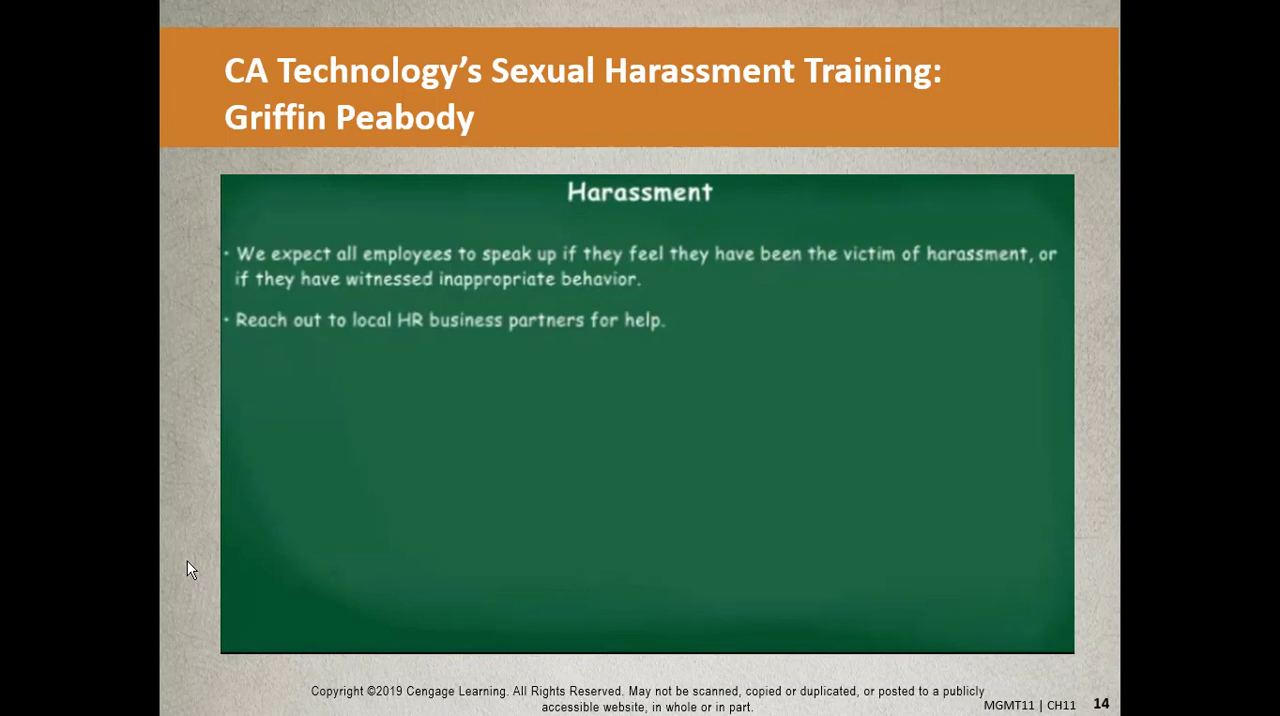 CA Technology’s Sexual Harassment Training:
Griffin Peabody
Harassment
• We expect all employees to speak up if they feel they have been the victim of harassment, or
if they have witnessed inappropriate behavior.
• Reach out to local HR business partners for help.
Copyright ©2019 Cengage Learning. All Rights Reserved. May not be scanned, copied or duplicated, or posted to a publicly
accessible website, in whole or in part.
MGMT11 | CH11 14